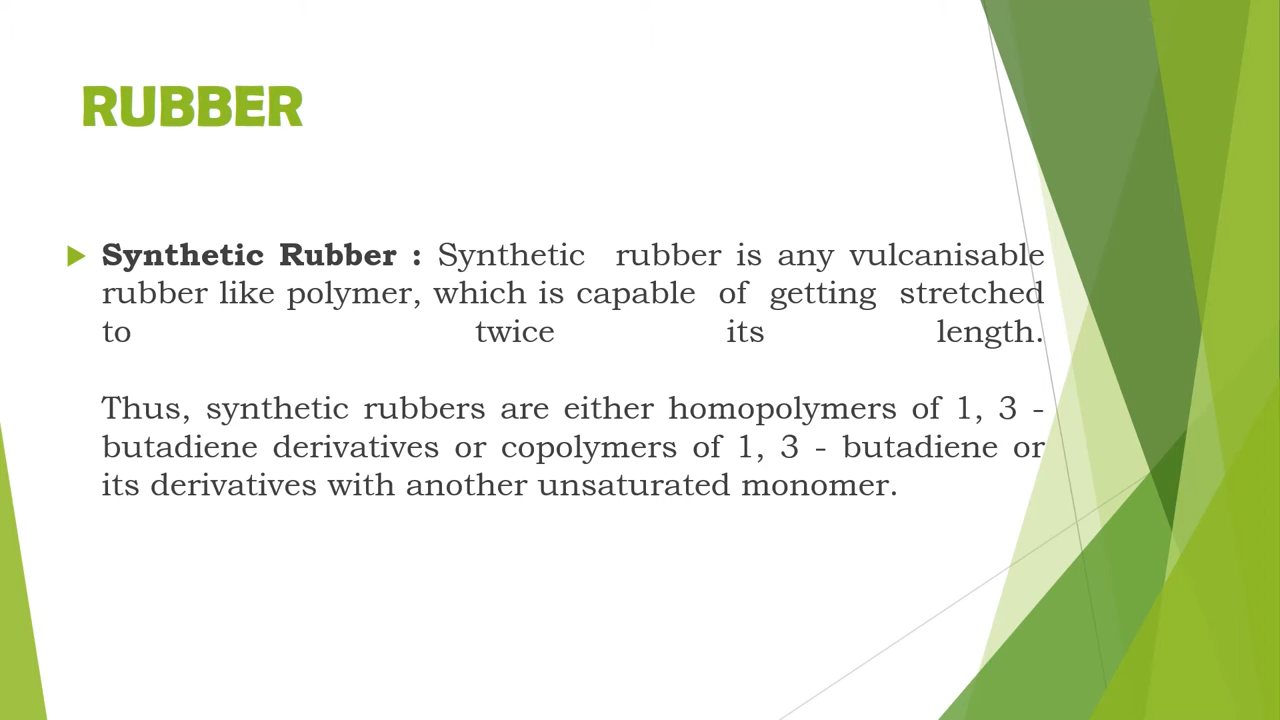 RUBBER
Synthetic Rubber : Synthetic rubber is any vulcanisable
rubber like polymer, which is capable of getting stretched
to twice its length.
Thus, synthetic rubbers are either homopolymers of 1, 3 -
butadiene derivatives or copolymers of 1, 3 - butadiene or
its derivatives with another unsaturated monomer.